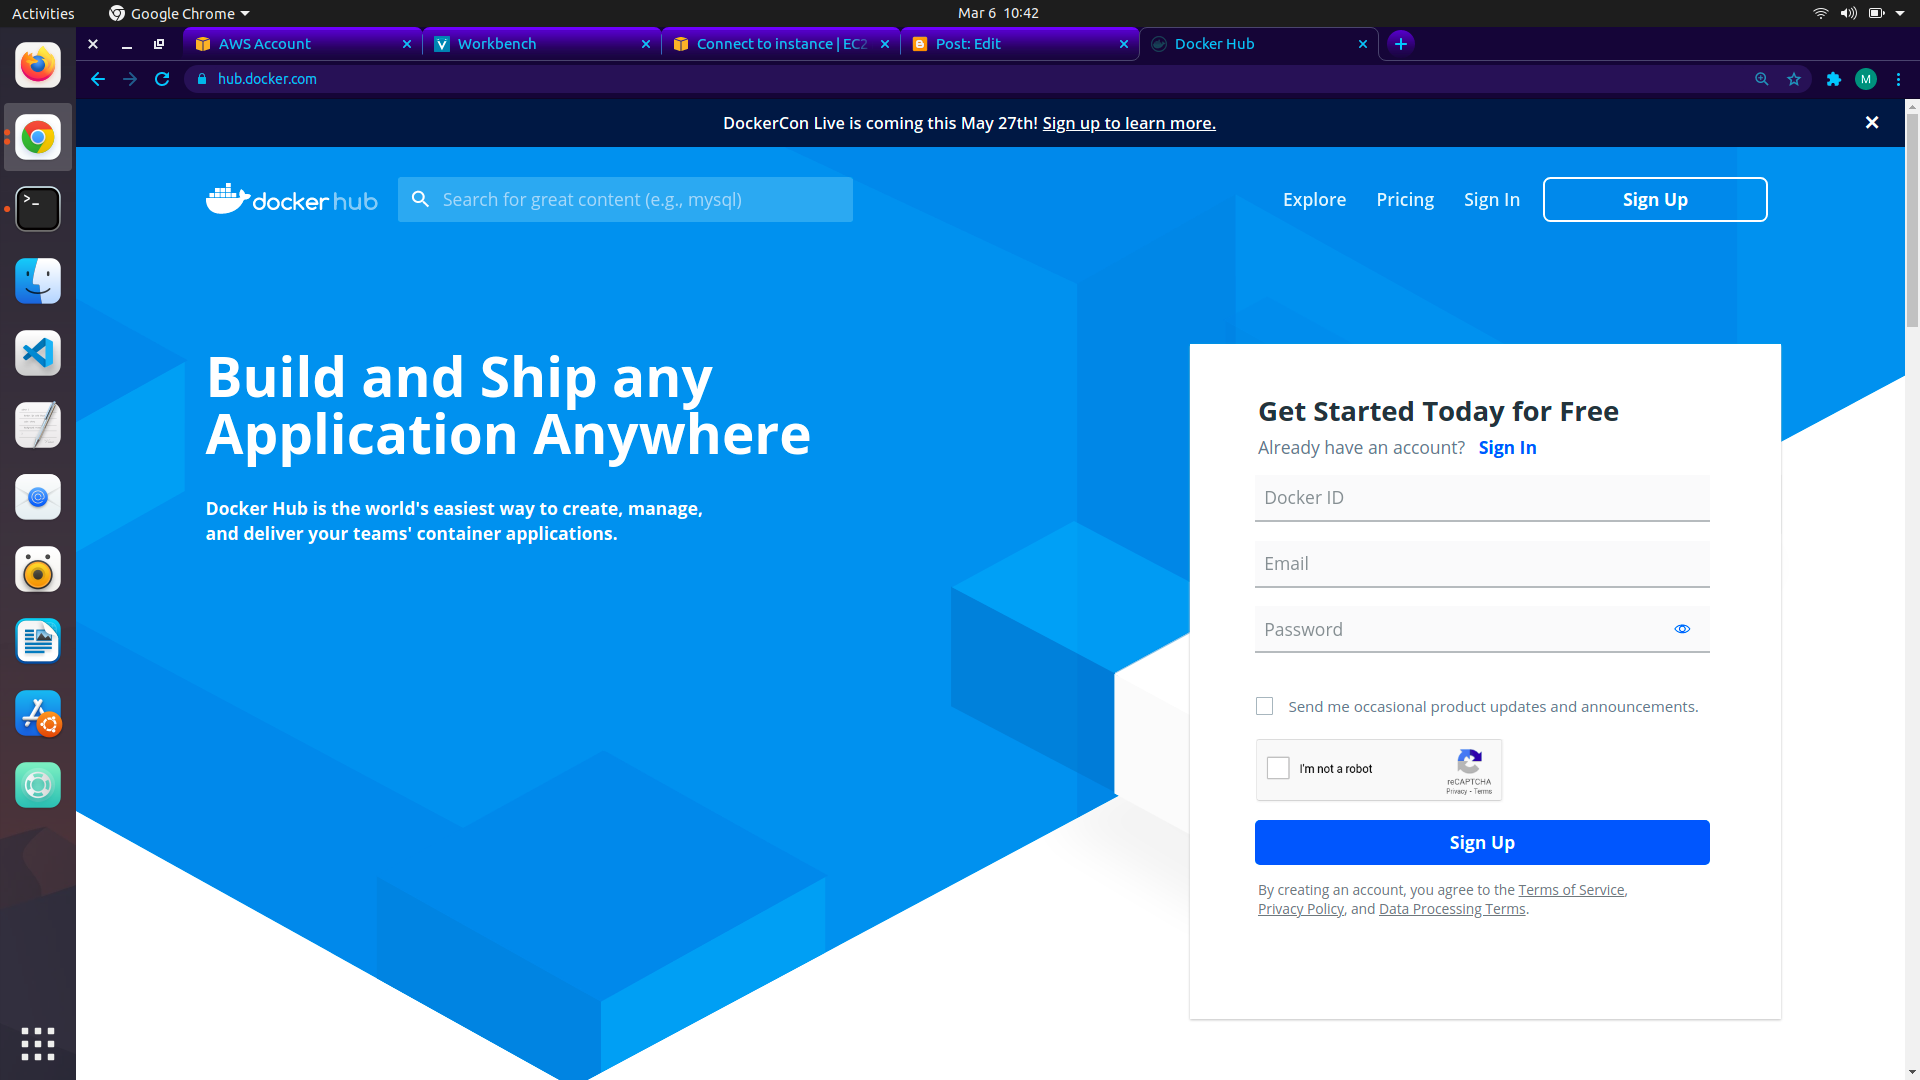 Activities
Google Chrome
Mar 6 10:42
AWS Account
Workbench
Connect to instance | EC2
Post: Edit
Docker Hub
hub.docker.com
M
DockerCon Live is coming this May 27th! Sign up to learn more.
docker hub
Search for great content (e.g., mysql)
Explore
Pricing
Sign In
Sign Up
Build and Ship any
Application Anywhere
Docker Hub is the world's easiest way to create, manage,
and deliver your teams' container applications.
Get Started Today for Free
Already have an account? Sign In
Docker ID
Email
Password
Send me occasional product updates and announcements.
I'm not a robot
reCAPTCHA
Privacy - Terms
Sign Up
By creating an account, you agree to the Terms of Service,
Privacy Policy, and Data Processing Terms.